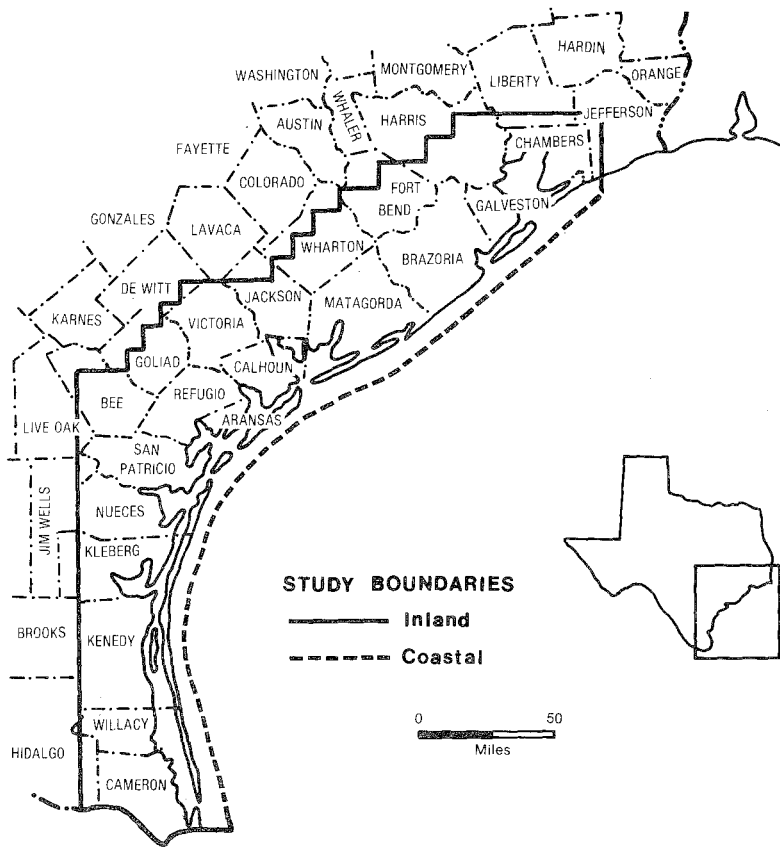 HARDIN
WASHINGTON
MONTGOMERY
LIBERTY
ORANGE
WHALER
HARRIS
JEFFERSON
AUSTIN
CHAMBERS
FAYETTE
COLORADO
FORT
BEND
GALVESTON
GONZALES
LAVACA
WHARTON
BRAZORIA
DE WITT
JACKSON
MATAGORDA
KARNES
VICTORIA
GOLIAD
CALHOUN
BEE
REFUGIO
ARANSAS
LIVE OAK
SAN
PATRICIO
NUECES
JIM WELLS
KLEBERG
BROOKS
KENEDY
WILLACY
HIDALGO
CAMERON
STUDY BOUNDARIES
Inland
Coastal
0 50
Miles